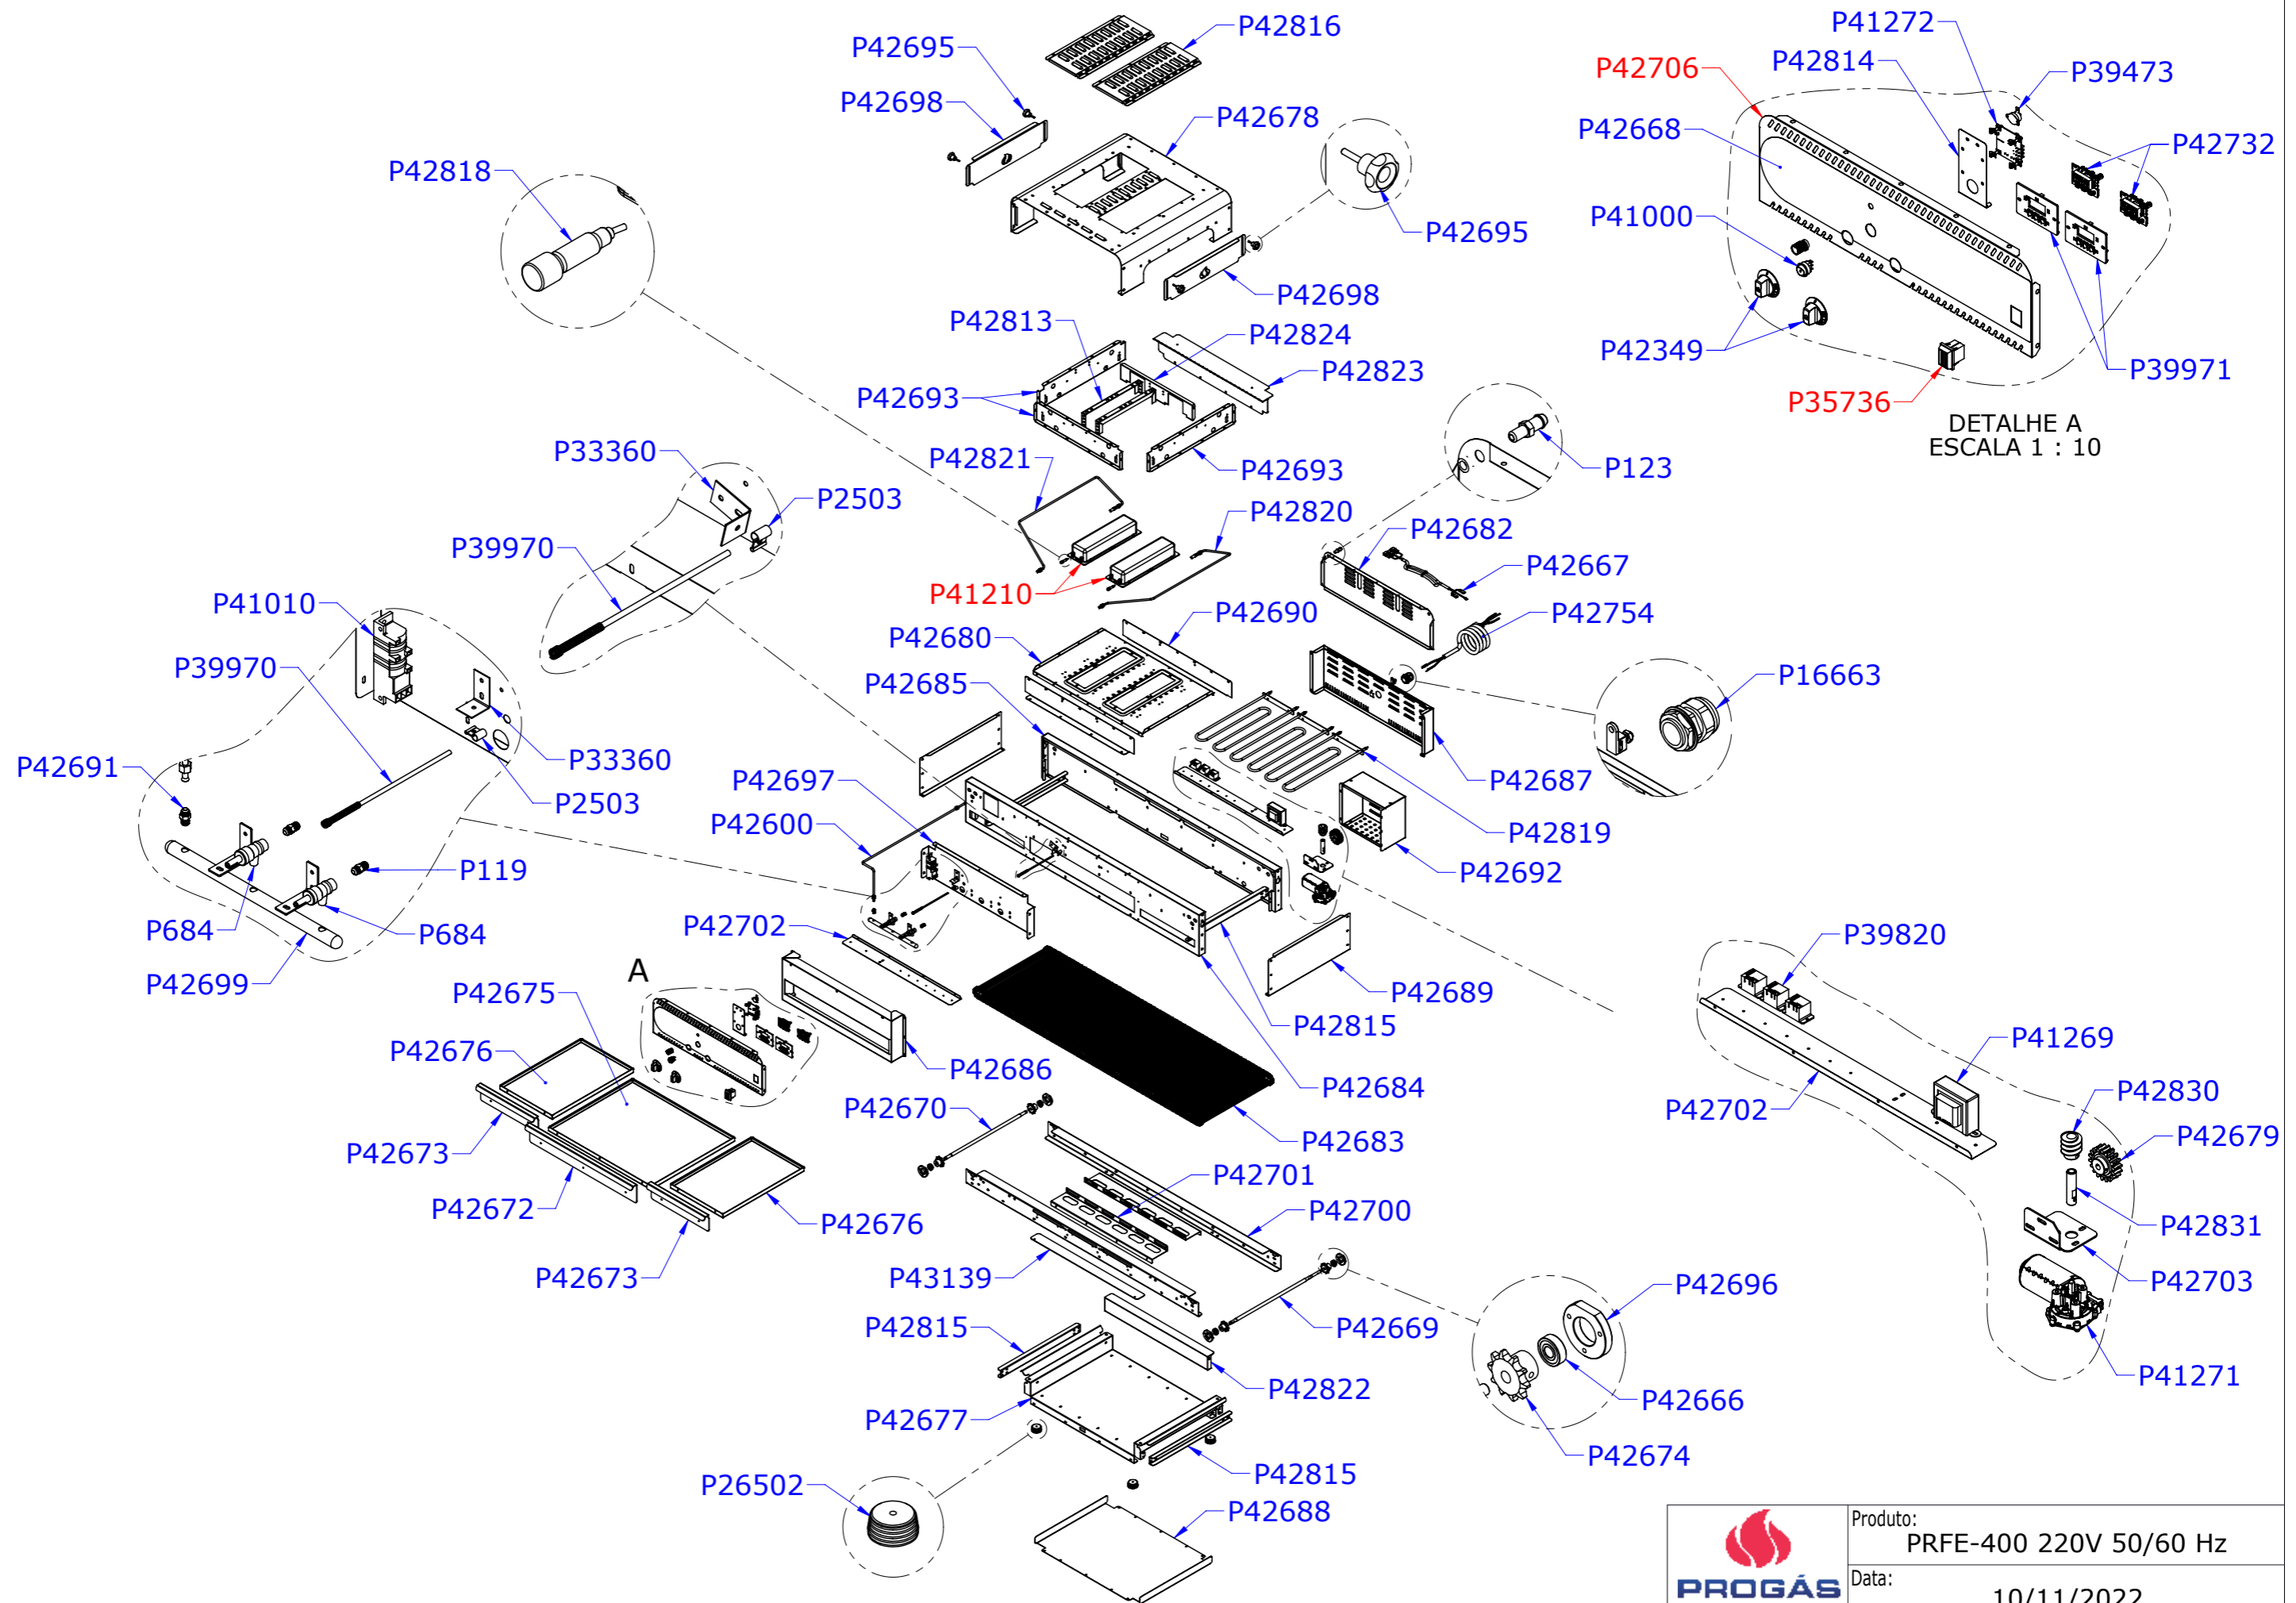 P42695
P42816
P42698
P42678
P42818
P42695
P42698
P42813
P42824
P42823
P42693
P42693
P42821
P42820
P41210
P33360
P2503
P39970
P41010
P39970
P33360
P2503
P42691
P119
P684
P684
P42699
P123
P42682
P42667
P42754
P42690
P42680
P42685
P16663
P42687
P42819
P42692
P42697
P42600
P42702
P42689
P42815
P42684
P42683
P42686
A
P42675
P42676
P42673
P42672
P42673
P42676
P42670
P42701
P42700
P43139
P42669
P42815
P42822
P42677
P42815
P26502
P42688
P42696
P42666
P42674
P41272
P42814
P39473
P42706
P42668
P42732
P41000
P42349
P35736
P39971
DETALHE A
ESCALA 1 : 10
P39820
P41269
P42702
P42830
P42679
P42831
P42703
P41271
PROGÁS
Produto:
PRFE-400 220V 50/60 Hz
Data:
10/11/2022